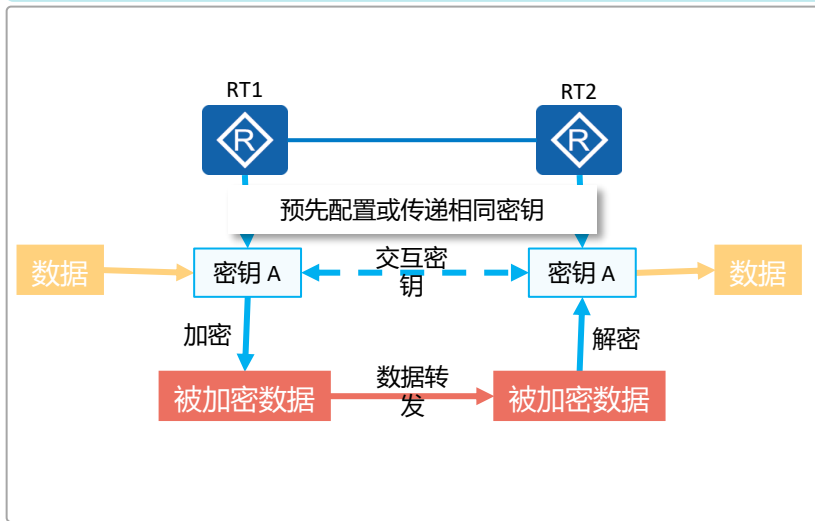 RT1
RT2
R
R
预先配置或传递相同密钥
数据
密钥 A
交互密
钥
密钥 A
数据
加密
解密
被加密数据
数据转
发
被加密数据